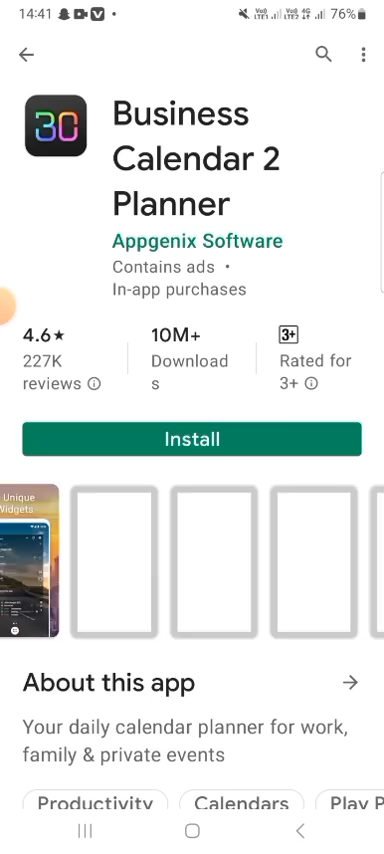 14:41 76%
30
Business
Calendar 2
Planner
Appgenix Software
Contains ads •
In-app purchases
4.6★ 10M+ 3+
227K Download Rated for
reviews s 3+
Install
Unique
Widgets
About this app
Your daily calendar planner for work,
family & private events
Productivity Calendars Play P